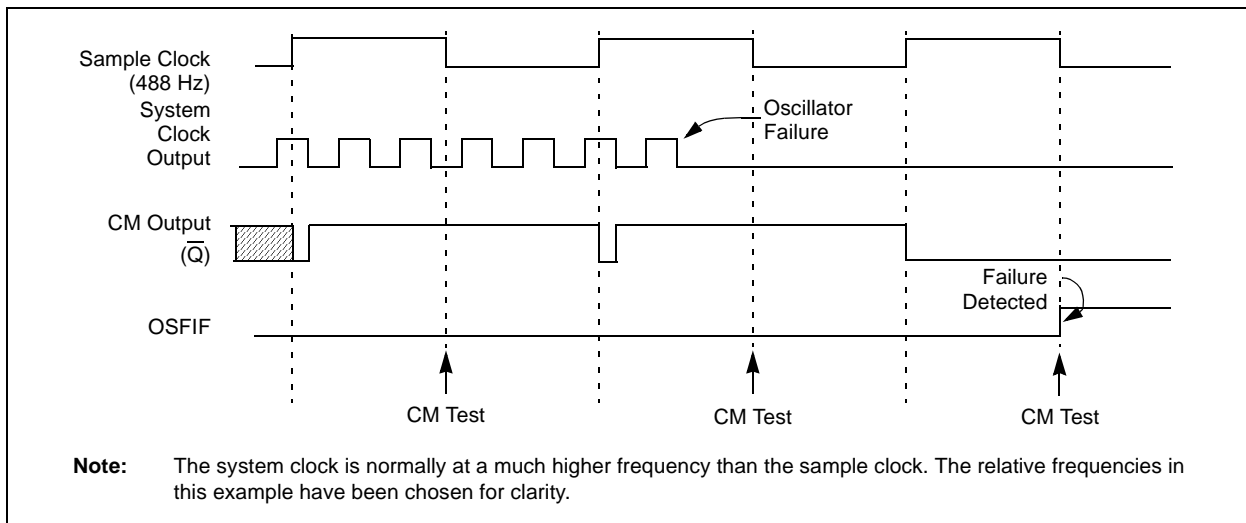 Sample Clock
(488 Hz)
System
Clock
Output
Oscillator
Failure
CM Output
(Q̅)
Failure
Detected
OSFIF
CM Test
CM Test
CM Test
Note: The system clock is normally at a much higher frequency than the sample clock. The relative frequencies in
this example have been chosen for clarity.